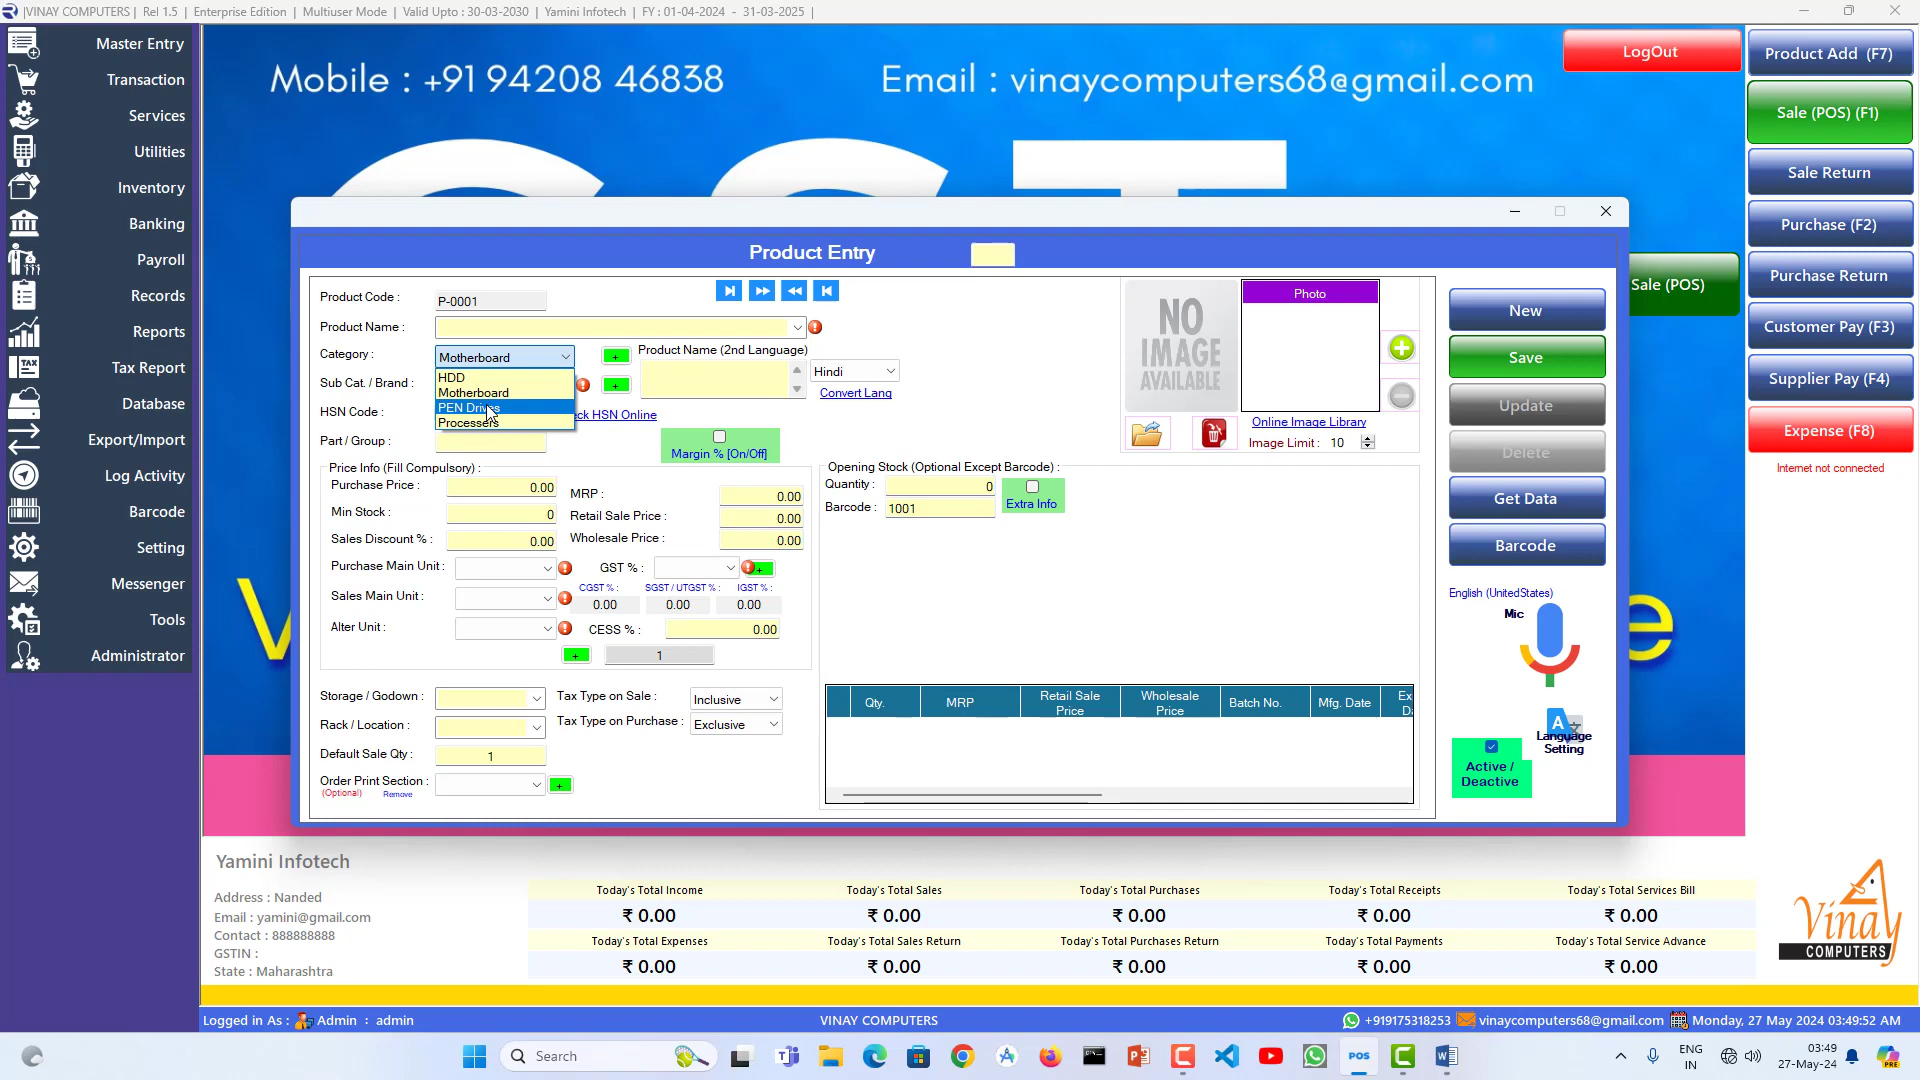 |VINAY COMPUTERS | Rel 1.5 | Enterprise Edition | Multiuser Mode | Valid Upto : 30-03-2030 | Yamini Infotech | FY : 01-04-2024 - 31-03-2025 |
Master Entry
Transaction
Services
Utilities
Inventory
Banking
Payroll
Records
Reports
Tax Report
Database
Export/Import
Log Activity
Barcode
Setting
Messenger
Tools
Administrator
Mobile : +91 94208 46838
Email : vinaycomputers68@gmail.com
LogOut
Product Add (F7)
Sale (POS) (F1)
Sale Return
Purchase (F2)
Purchase Return
Customer Pay (F3)
Supplier Pay (F4)
Expense (F8)
Internet not connected
Sale (POS)
Product Entry
Product Code :
P-0001
Product Name :
Category :
Motherboard
HDD
Motherboard
PEN Drives
Processers
Product Name (2nd Language)
Hindi
Convert Lang
Sub Cat. / Brand :
HSN Code :
ck HSN Online
Part / Group :
Margin % [On/Off]
NO
IMAGE
AVAILABLE
Photo
Online Image Library
Image Limit : 10
Price Info (Fill Compulsory) :
Purchase Price : 0.00
MRP : 0.00
Min Stock : 0
Retail Sale Price : 0.00
Sales Discount % : 0.00
Wholesale Price : 0.00
Purchase Main Unit :
GST % :
CGST % : SGST / UTGST % : IGST % :
Sales Main Unit :
0.00 0.00 0.00
Alter Unit :
CESS % : 0.00
1
Opening Stock (Optional Except Barcode) :
Quantity : 0
Barcode : 1001
Extra Info
Qty. MRP Retail Sale Price Wholesale Price Batch No. Mfg. Date
Storage / Godown :
Tax Type on Sale : Inclusive
Rack / Location :
Tax Type on Purchase : Exclusive
Default Sale Qty : 1
Order Print Section :
(Optional) Remove
New
Save
Update
Delete
Get Data
Barcode
English (UnitedStates)
Mic
Language
Setting
Active /
Deactive
Yamini Infotech
Address : Nanded
Email : yamini@gmail.com
Contact : 888888888
GSTIN :
State : Maharashtra
Today's Total Income Today's Total Sales Today's Total Purchases Today's Total Receipts Today's Total Services Bill
₹ 0.00 ₹ 0.00 ₹ 0.00 ₹ 0.00 ₹ 0.00
Today's Total Expenses Today's Total Sales Return Today's Total Purchases Return Today's Total Payments Today's Total Service Advance
₹ 0.00 ₹ 0.00 ₹ 0.00 ₹ 0.00 ₹ 0.00
Vinay
COMPUTERS
Logged in As : Admin : admin
VINAY COMPUTERS
+919175318253 vinaycomputers68@gmail.com Monday, 27 May 2024 03:49:52 AM
Search
POS
ENG
IN
03:49
27-May-24